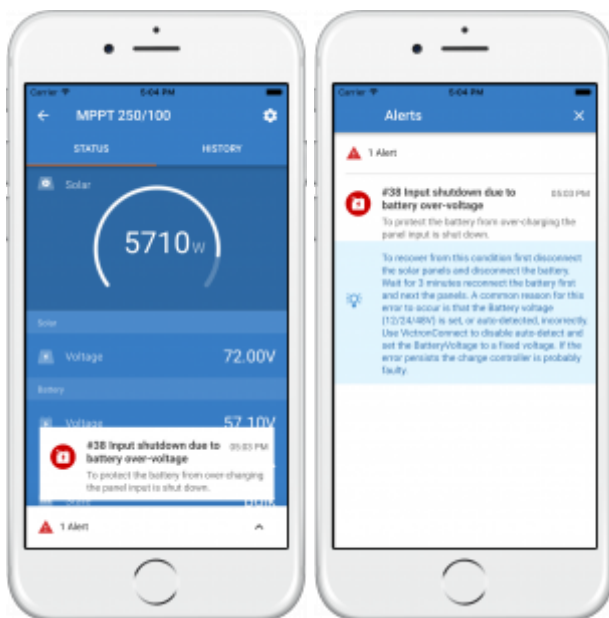 Carrier 5:04 PM
MPPT 250/100
STATUS HISTORY
Solar
5710W
Solar
Voltage 72.00V
Battery
Voltage 57.10V
#38 Input shutdown due to 05:03 PM
battery over-voltage
To protect the battery from over-charging
the panel input is shut down.
1 Alert
Carrier 5:04 PM
Alerts
1 Alert
#38 Input shutdown due to 05:03 PM
battery over-voltage
To protect the battery from over-charging the
panel input is shut down.
To recover from this condition first disconnect
the solar panels and disconnect the battery.
Wait for 3 minutes reconnect the battery first
and next the panels. A common reason for this
error to occur is that the Battery voltage
(12/24/48V) is set, or auto-detected, incorrectly.
Use VictronConnect to disable auto-detect and
set the BatteryVoltage to a fixed voltage. If the
error persists the charge controller is probably
faulty.